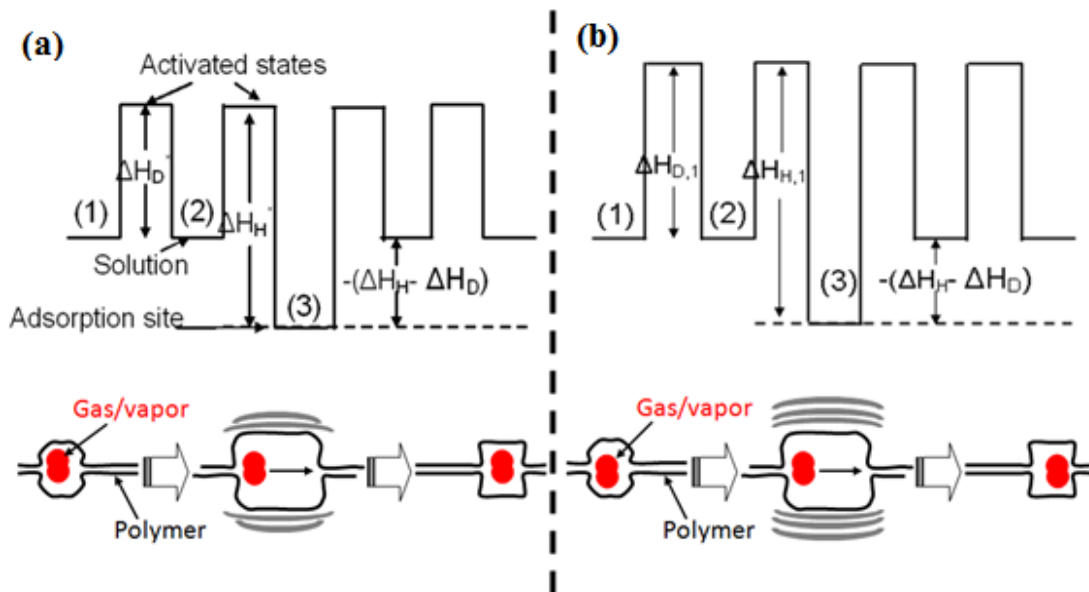 (a)
Activated states
ΔH_D*
ΔH_H*
(1)
(2)
Solution
(3)
-(ΔH_H- ΔH_D)
Adsorption site
Gas/vapor
Polymer
(b)
ΔH_D,1
ΔH_H,1
(1)
(2)
(3)
-(ΔH_H- ΔH_D)
Gas/vapor
Polymer